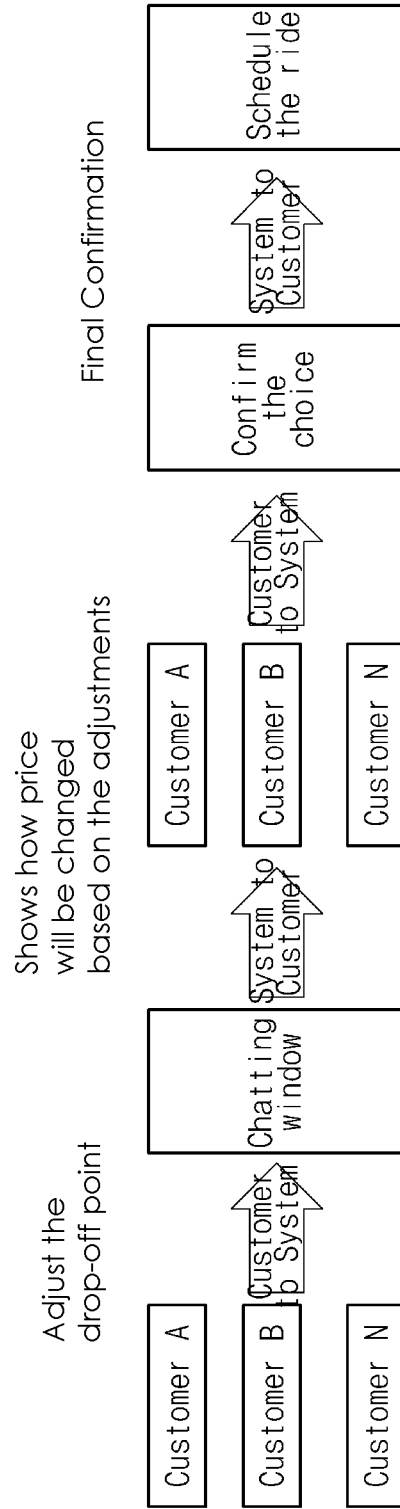 Adjust the
drop-off point
Shows how price
will be changed
based on the adjustments
Final Confirmation
Customer A
Customer B
Customer N
Customer
to System
Chatting
window
System to
Customer
Customer A
Customer B
Customer N
Customer
to System
Confirm
the
choice
System to
Customer
Schedule
the ride